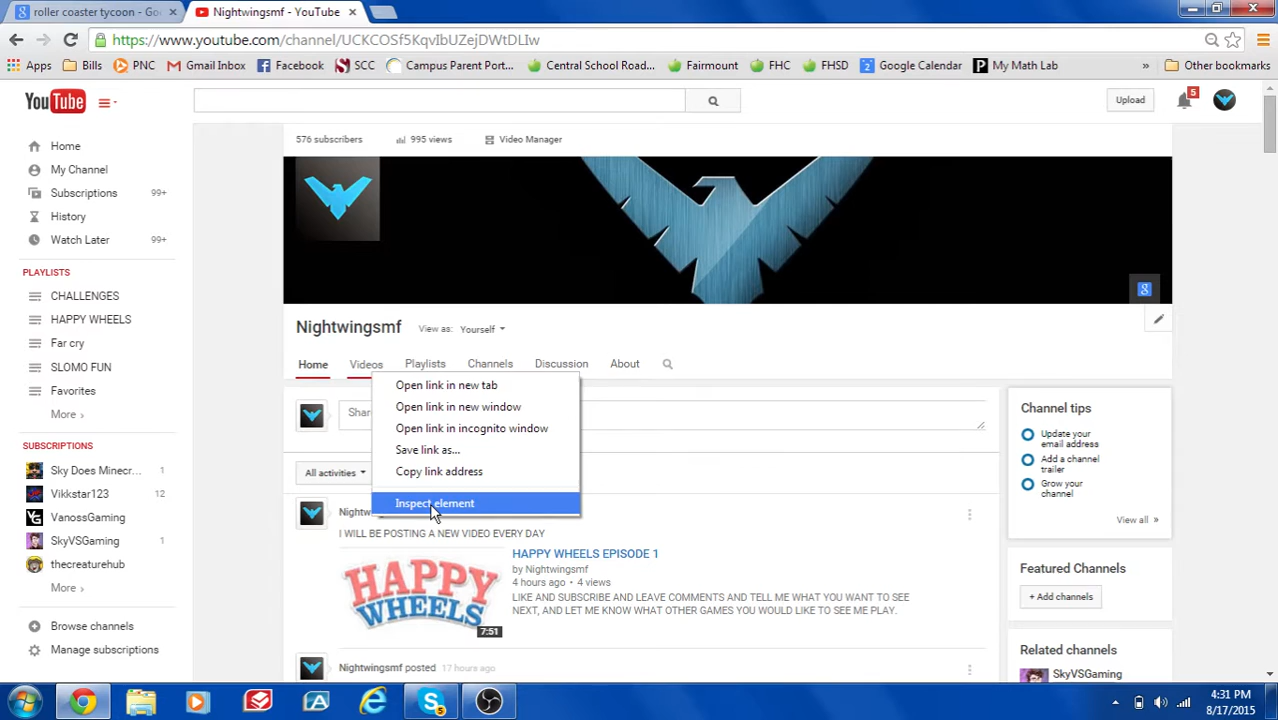 roller coaster tycoon - Go
Nightwingsmf - YouTube
https://www.youtube.com/channel/UCKCOSf5KqvIbUZejDWtDLIw
Apps
Bills
PNC
Gmail Inbox
Facebook
SCC
Campus Parent Port...
Central School Road...
Fairmount
FHC
FHSD
2 Google Calendar
My Math Lab
»
Other bookmarks
YouTube
Upload
5
576 subscribers
995 views
Video Manager
Home
My Channel
Subscriptions 99+
History
Watch Later 99+
PLAYLISTS
CHALLENGES
HAPPY WHEELS
Far cry
SLOMO FUN
Favorites
More ›
SUBSCRIPTIONS
Sky Does Minecr... 1
Vikkstar123 12
VanossGaming
SkyVSGaming 1
thecreaturehub
More ›
Browse channels
Manage subscriptions
g
Nightwingsmf View as: Yourself
Home Videos Playlists Channels Discussion About
Open link in new tab
Open link in new window
Open link in incognito window
Save link as...
Copy link address
Inspect element
Shar
All activities
Nightw
I WILL BE POSTING A NEW VIDEO EVERY DAY
HAPPY WHEELS
7:51
HAPPY WHEELS EPISODE 1
by Nightwingsmf
4 hours ago • 4 views
LIKE AND SUBSCRIBE AND LEAVE COMMENTS AND TELL ME WHAT YOU WANT TO SEE
NEXT, AND LET ME KNOW WHAT OTHER GAMES YOU WOULD LIKE TO SEE ME PLAY.
Nightwingsmf posted 17 hours ago
Channel tips
Update your
email address
Add a channel
trailer
Grow your
channel
View all »
Featured Channels
+ Add channels
Related channels
SkyVSGaming
5
4:31 PM
8/17/2015